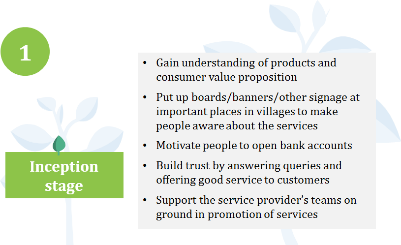 1
Inception
stage
• Gain understanding of products and
consumer value proposition
• Put up boards/banners/other signage at
important places in villages to make
people aware about the services
• Motivate people to open bank accounts
• Build trust by answering queries and
offering good service to customers
• Support the service provider's teams on
ground in promotion of services